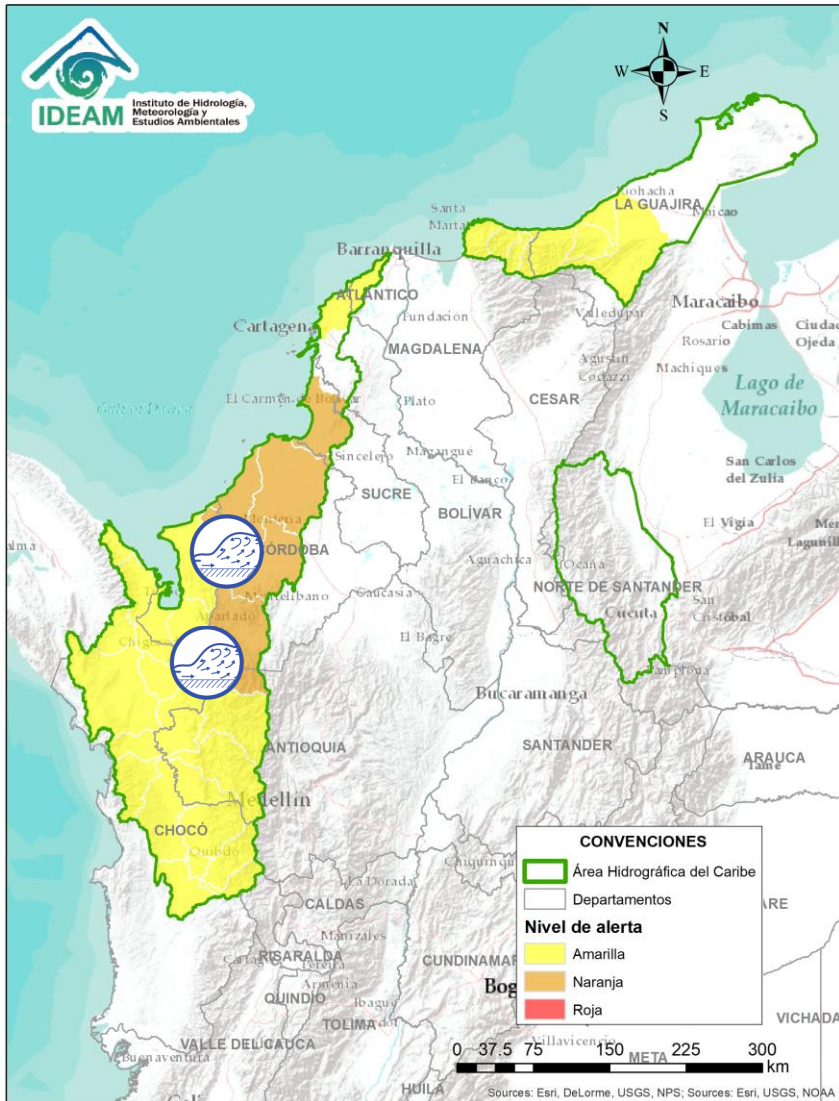 IDEAM
Instituto de Hidrología,
Meteorología y
Estudios Ambientales
N
W
E
S
Riohacha
LA GUAJIRA
Maicao
Santa
Marta
Barranquilla
ATLÁNTICO
Cartagena
Fundación
Valledupar
Maracaibo
Cabimas
Ciudad
Ojeda
Rosario
MAGDALENA
Agustín
Codazzi
Machiques
Lago de
Maracaibo
CESAR
El Carmen de Bolívar
Plato
Sincelejo
Magangué
San Carlos
del Zulia
El Banco
SUCRE
BOLÍVAR
El Vigía
Montería
CÓRDOBA
Aguachica
Ocaña
NORTE DE SANTANDER
Montelíbano
Caucasia
Cúcuta
San
Cristóbal
Apartadó
El Bagre
Pamplona
Bucaramanga
ANTIOQUIA
SANTANDER
ARAUCA
Tame
Medellín
CHOCÓ
Quibdó
La Dorada
CALDAS
Manizales
RISARALDA
Pereira
Armenia
QUINDÍO
Ibague
TOLIMA
VALLE DEL CAUCA
Buenaventura
HUILA
META
Villavicencio
VICHADA
CONVENCIONES
Área Hidrográfica del Caribe
Departamentos
Nivel de alerta
Amarilla
Naranja
Roja
0 37.5 75 150 225 300
km
Sources: Esri, DeLorme, USGS, NPS; Sources: Esri, USGS, NOAA